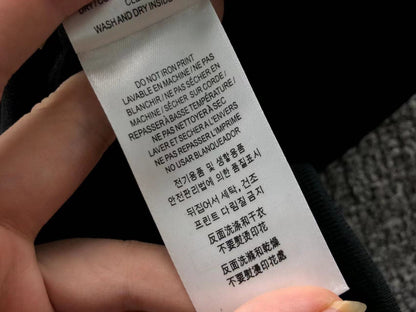 WASH AND DRY INSIDE
DO NOT IRON PRINT
LAVABLE EN MACHINE / NE PAS
BLANCHIR / NE PAS SÉCHER EN
MACHINE / SÉCHER SUR CORDE /
REPASSER À BASSE TEMPÉRATURE /
NE PAS NETTOYER À SEC
LAVER ET SECHER A L'ENVERS
NE PAS REPASSER L'IMPRIME
NO USAR BLANQUEADOR
전기용품 및 생활용품
안전관리법에 의한 품질표시
뒤집어서 세탁, 건조
프린트 다림질 금지
反面洗涤和干衣
不要熨烫印花
反面洗滌和乾燥
不要熨燙印花處